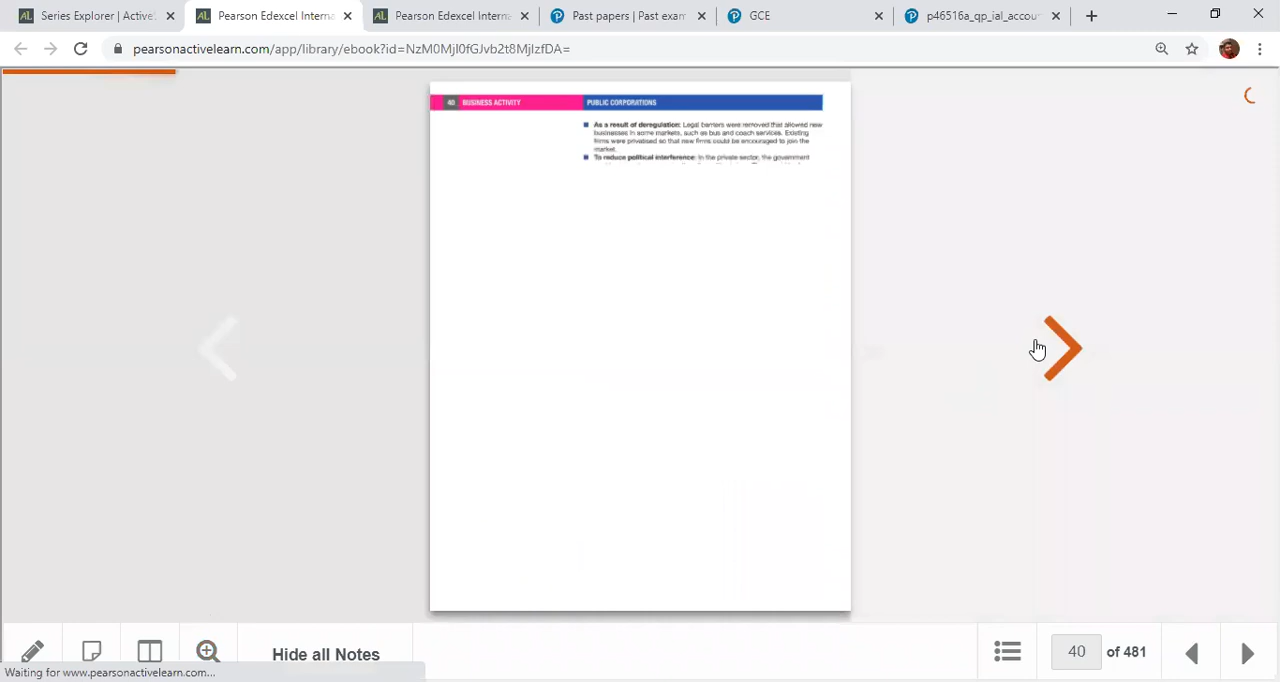 Series Explorer | Active
Pearson Edexcel Interna
Pearson Edexcel Interna
Past papers | Past exam
GCE
p46516a_qp_ial_accou
pearsonactivelearn.com/app/library/ebook?id=NzM0MjI0fGJvb2t8MjIzfDA=
40 BUSINESS ACTIVITY
PUBLIC CORPORATIONS
As a result of deregulation: Legal barriers were removed that allowed new
businesses in some markets, such as bus and coach services. Existing
firms were privatised so that new firms could be encouraged to join the
market.
To reduce political interference: In the private sector, the government
Hide all Notes
40 of 481
Waiting for www.pearsonactivelearn.com...